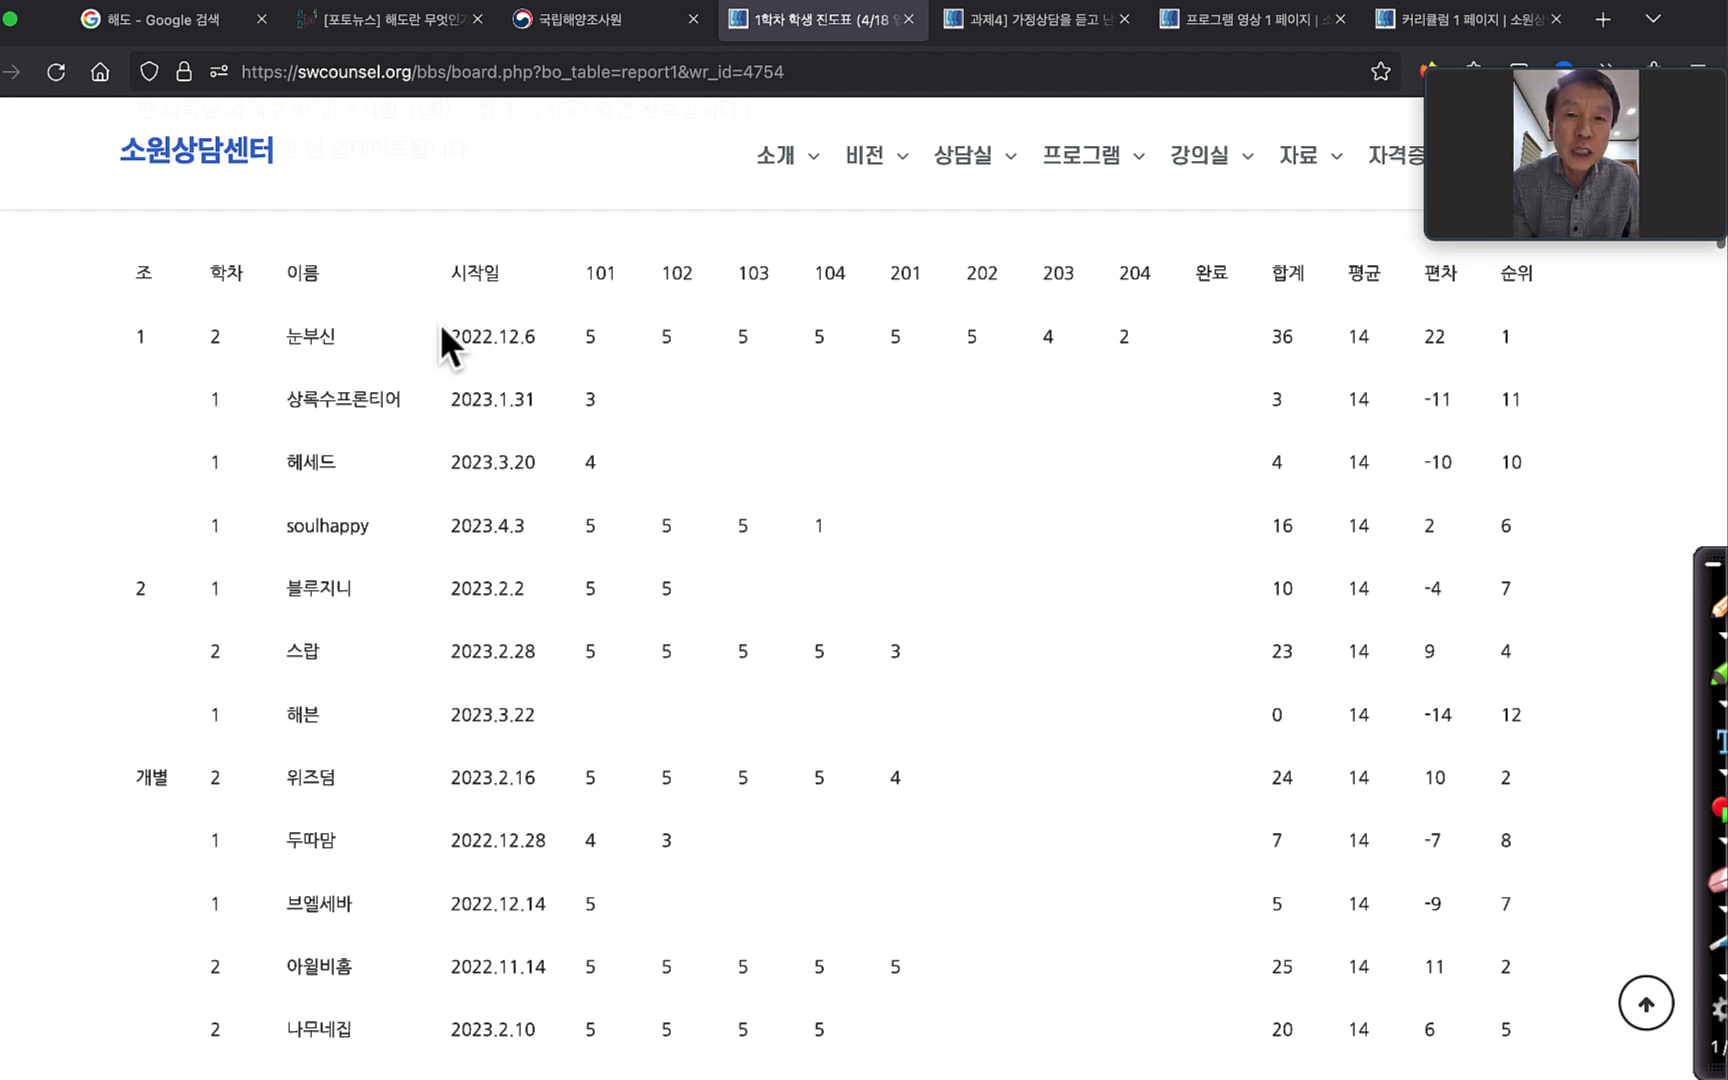 해도 - Google 검색
[포토뉴스] 해도란 무엇인기
국립해양조사원
1학차 학생 진도표 (4/18
과제4] 가정상담을 듣고
프로그램 영상 1 페이지 |
커리큘럼 1 페이지 | 소원상
https://swcounsel.org/bbs/board.php?bo_table=report1&wr_id=4754
소원상담센터
한 번 업데이트됩니다
소개 비전 상담실 프로그램 강의실 자료 자격증
조 학차 이름 시작일 101 102 103 104 201 202 203 204 완료 합계 평균 편차 순위
1 2 눈부신 2022.12.6 5 5 5 5 5 5 4 2 36 14 22 1
1 상록수프론티어 2023.1.31 3 3 14 -11 11
1 헤세드 2023.3.20 4 4 14 -10 10
1 soulhappy 2023.4.3 5 5 5 1 16 14 2 6
2 1 블루지니 2023.2.2 5 5 10 14 -4 7
2 스랍 2023.2.28 5 5 5 5 3 23 14 9 4
1 해븐 2023.3.22 0 14 -14 12
개별 2 위즈덤 2023.2.16 5 5 5 5 4 24 14 10 2
1 두따맘 2022.12.28 4 3 7 14 -7 8
1 브엘세바 2022.12.14 5 5 14 -9 7
2 아윌비홈 2022.11.14 5 5 5 5 5 25 14 11 2
2 나무네집 2023.2.10 5 5 5 5 20 14 6 5